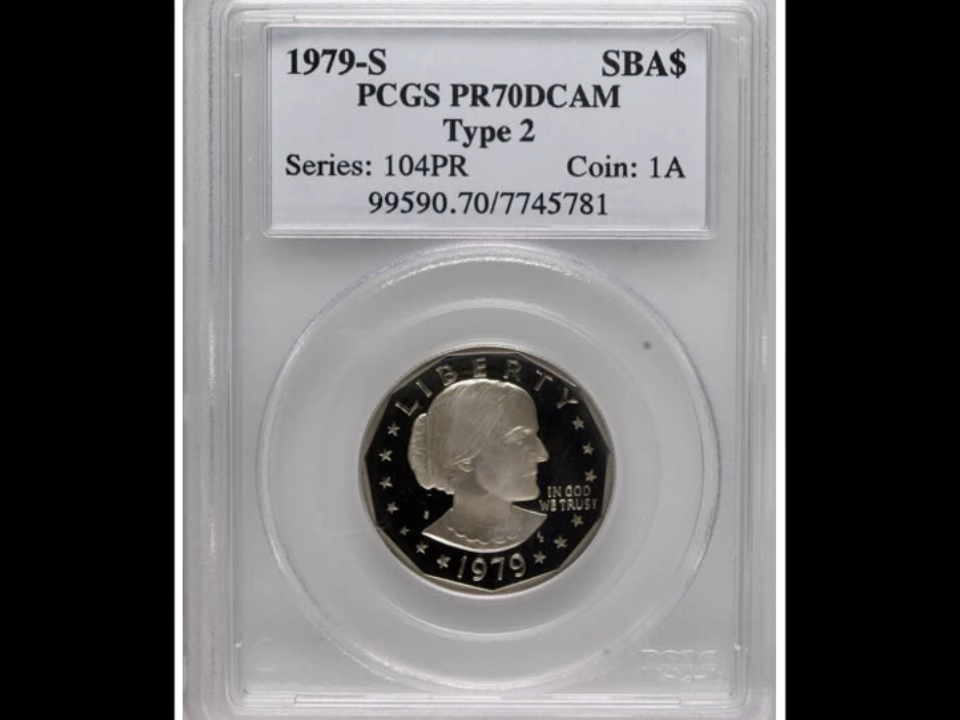 1979-S SBA$
PCGS PR70DCAM
Type 2
Series: 104PR Coin: 1A
99590.70/7745781
LIBERTY
IN GOD
WE TRUST
S
1979
PCGS